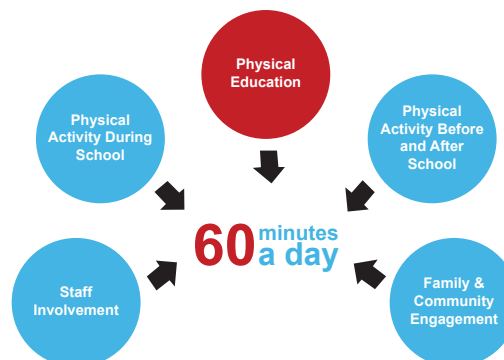 Physical
Education
Physical
Activity During
School
Physical
Activity Before
and After
School
60 minutes
a day
Staff
Involvement
Family &
Community
Engagement